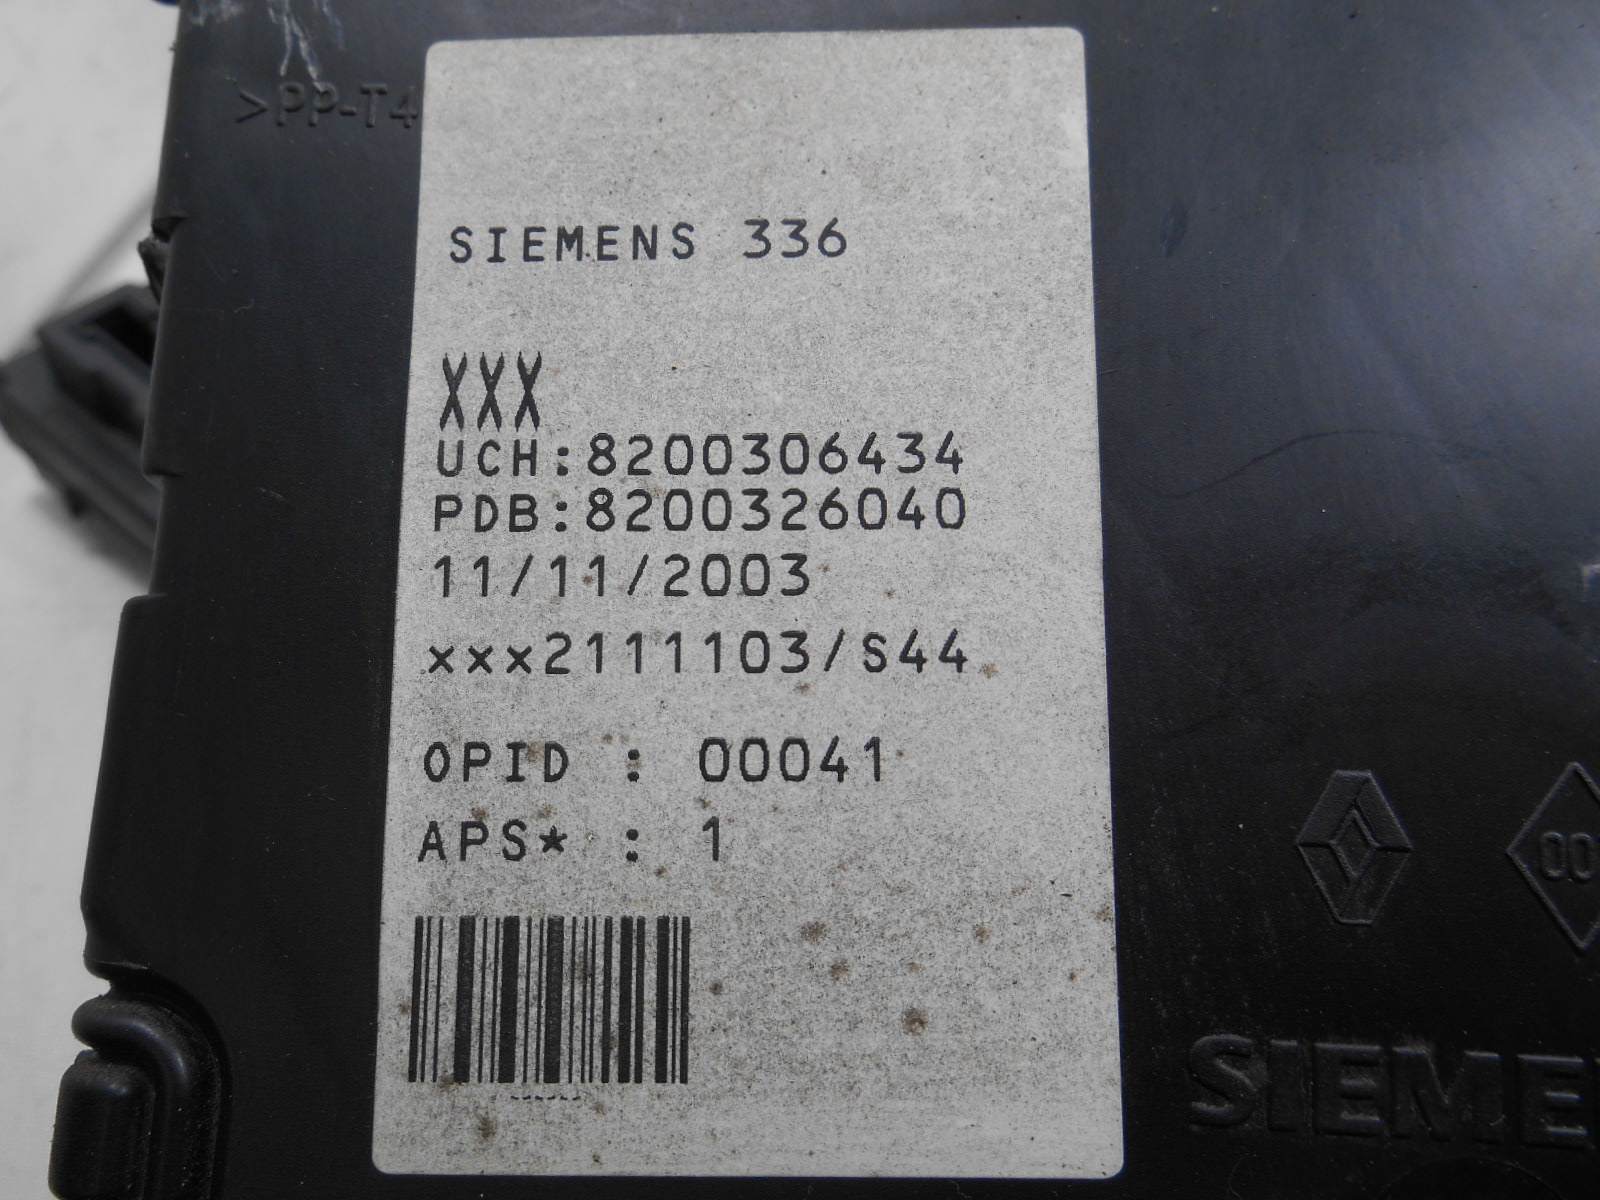 >PP-T4
SIEMENS 336
XXX
UCH:8200306434
PDB:8200326040
11/11/2003
xxx2111103/S44
OPID : 00041
APS* : 1
00
SIEME